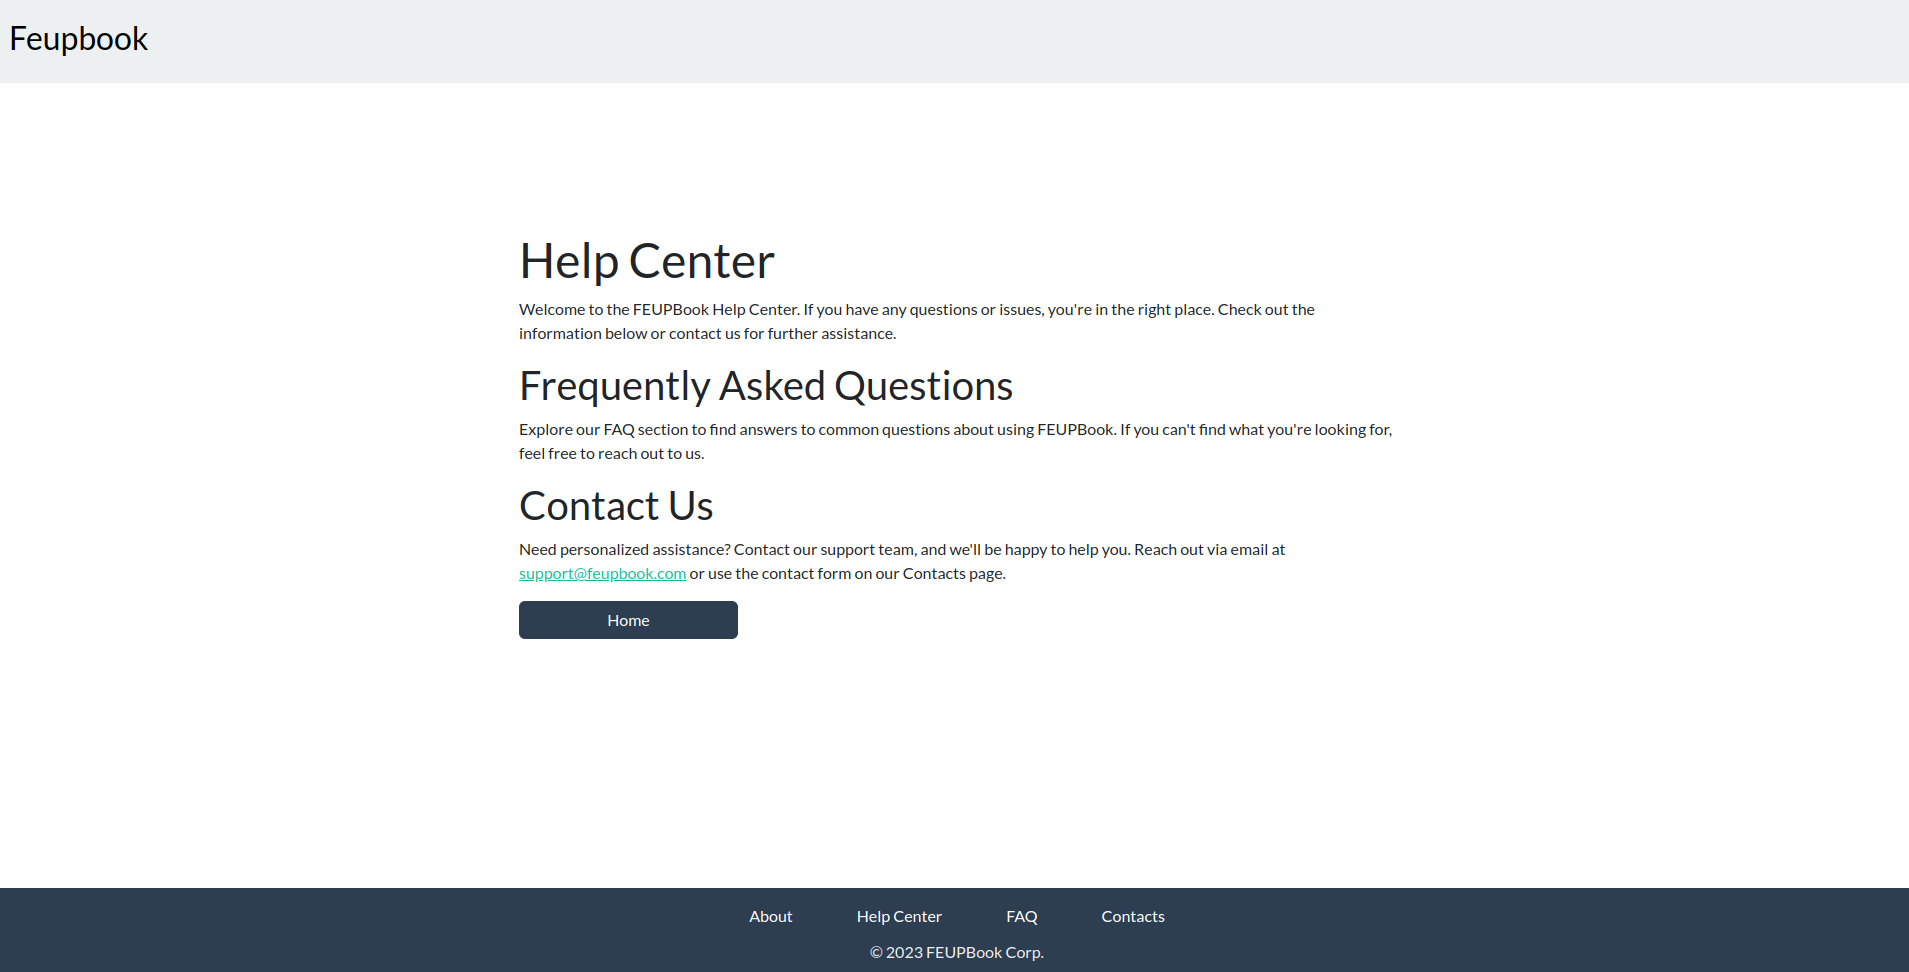 Feupbook
Help Center
Welcome to the FEUPBook Help Center. If you have any questions or issues, you're in the right place. Check out the
information below or contact us for further assistance.
Frequently Asked Questions
Explore our FAQ section to find answers to common questions about using FEUPBook. If you can't find what you're looking for,
feel free to reach out to us.
Contact Us
Need personalized assistance? Contact our support team, and we'll be happy to help you. Reach out via email at
support@feupbook.com or use the contact form on our Contacts page.
Home
About Help Center FAQ Contacts
© 2023 FEUPBook Corp.